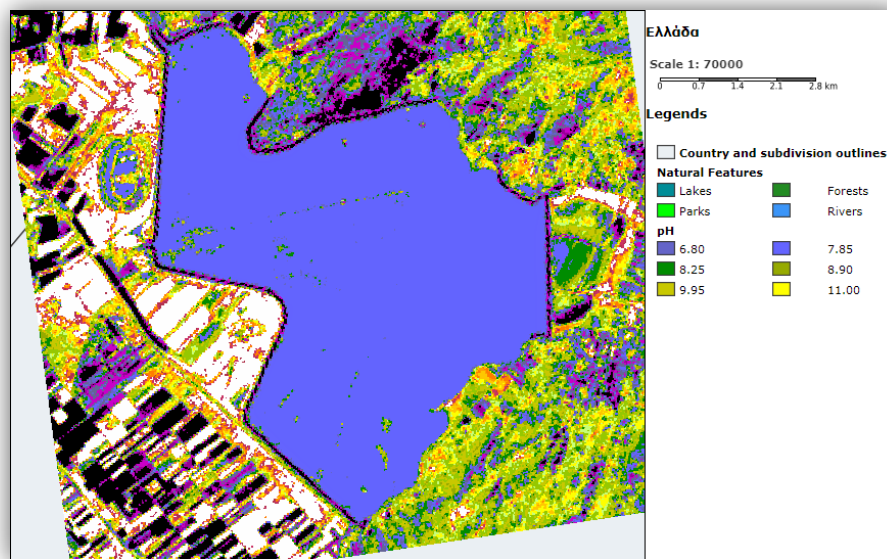 Ελλάδα
Scale 1: 70000
0 0.7 1.4 2.1 2.8 km
Legends
Country and subdivision outlines
Natural Features
Lakes Forests
Parks Rivers
pH
6.80 7.85
8.25 8.90
9.95 11.00